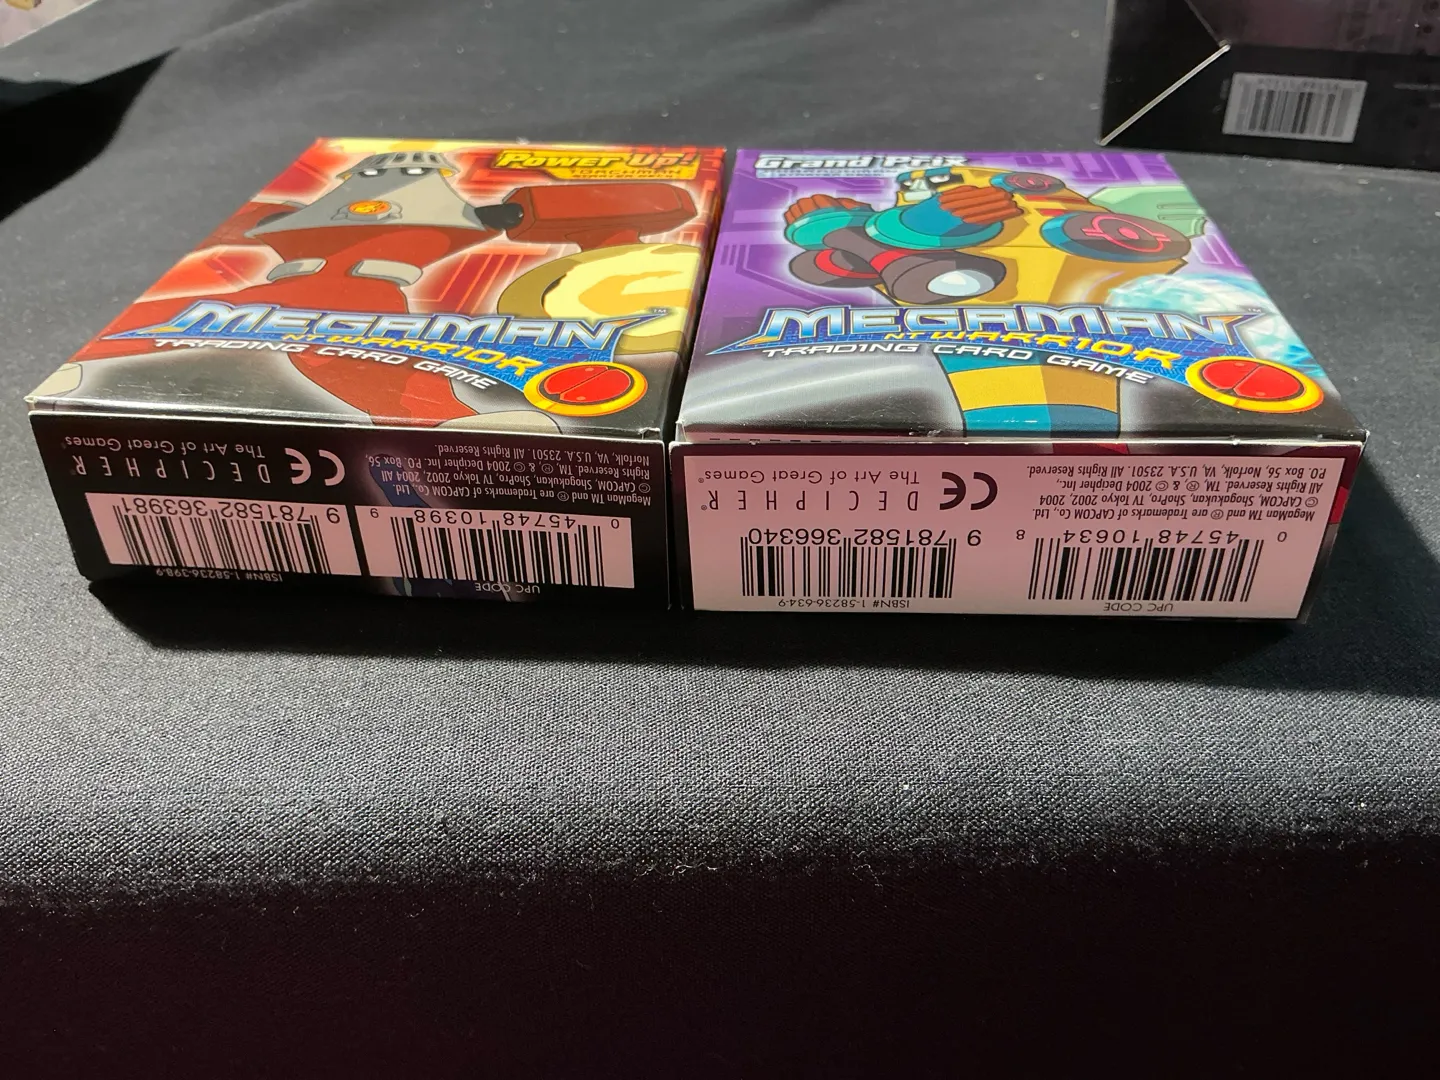 Power Up!
TORCHMAN
MEGAMAN™
NT WARRIOR
TRADING CARD GAME
MegaMan TM and ® are Trademarks of CAPCOM Co., Ltd.
© CAPCOM, Shogakukan, ShoPro, TV Tokyo 2002, 2004 All
Rights Reserved. TM, ® & © 2004 Decipher Inc. P.O. Box 56,
Norfolk, VA, U.S.A. 23501. All Rights Reserved.
CE
DECIPHER®
The Art of Great Games®
UPC CODE
0 45748 10398 9
ISBN# 1-58236-398-9
9 781582 363981
Grand Prix
MEGAMAN™
NT WARRIOR
TRADING CARD GAME
MegaMan TM and ® are Trademarks of CAPCOM Co., Ltd.
© CAPCOM, Shogakukan, ShoPro, TV Tokyo 2002, 2004
All Rights Reserved. TM, ®, & © 2004 Decipher Inc.,
P.O. Box 56, Norfolk, VA, U.S.A. 23501. All Rights Reserved.
CE
DECIPHER®
The Art of Great Games®
UPC CODE
0 45748 10634 8
ISBN# 1-58236-634-9
9 781582 366340